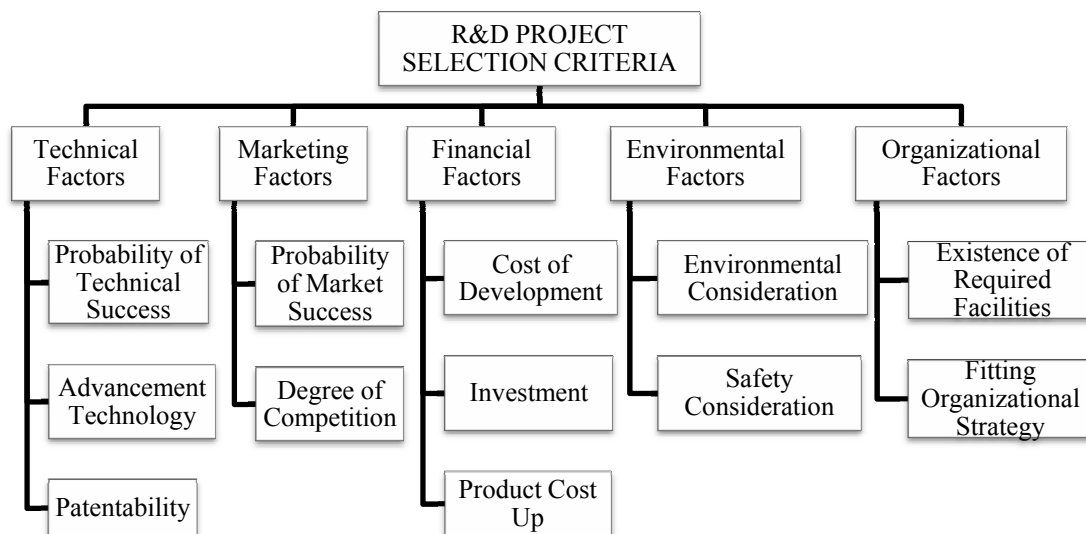 R&D PROJECT
SELECTION CRITERIA
Technical
Factors
Marketing
Factors
Financial
Factors
Environmental
Factors
Organizational
Factors
Probability of
Technical
Success
Advancement
Technology
Patentability
Probability
of Market
Success
Degree of
Competition
Cost of
Development
Investment
Product Cost
Up
Environmental
Consideration
Safety
Consideration
Existence of
Required
Facilities
Fitting
Organizational
Strategy